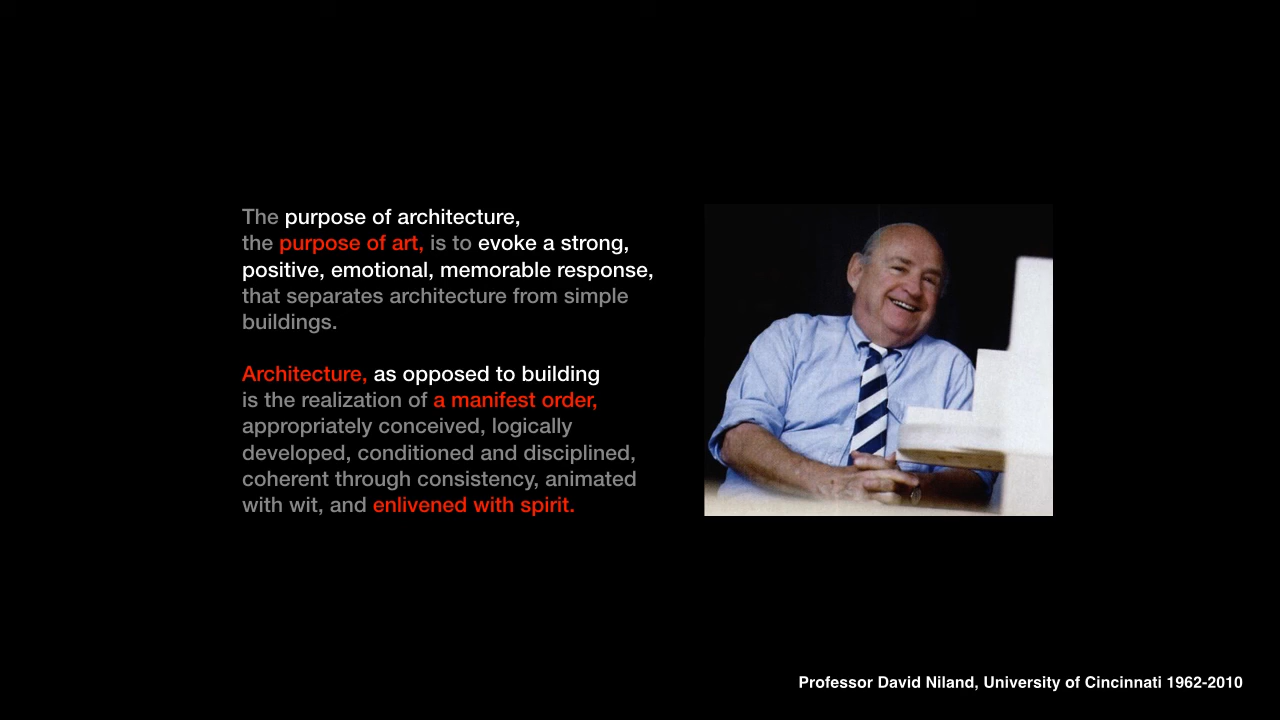 The purpose of architecture,
the purpose of art, is to evoke a strong,
positive, emotional, memorable response,
that separates architecture from simple
buildings.
Architecture, as opposed to building
is the realization of a manifest order,
appropriately conceived, logically
developed, conditioned and disciplined,
coherent through consistency, animated
with wit, and enlivened with spirit.
Professor David Niland, University of Cincinnati 1962-2010